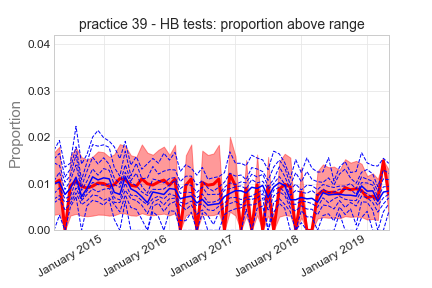 practice 39 - HB tests: proportion above range
0.04
0.03
0.02
0.01
0.00
Proportion
January 2015
January 2016
January 2017
January 2018
January 2019